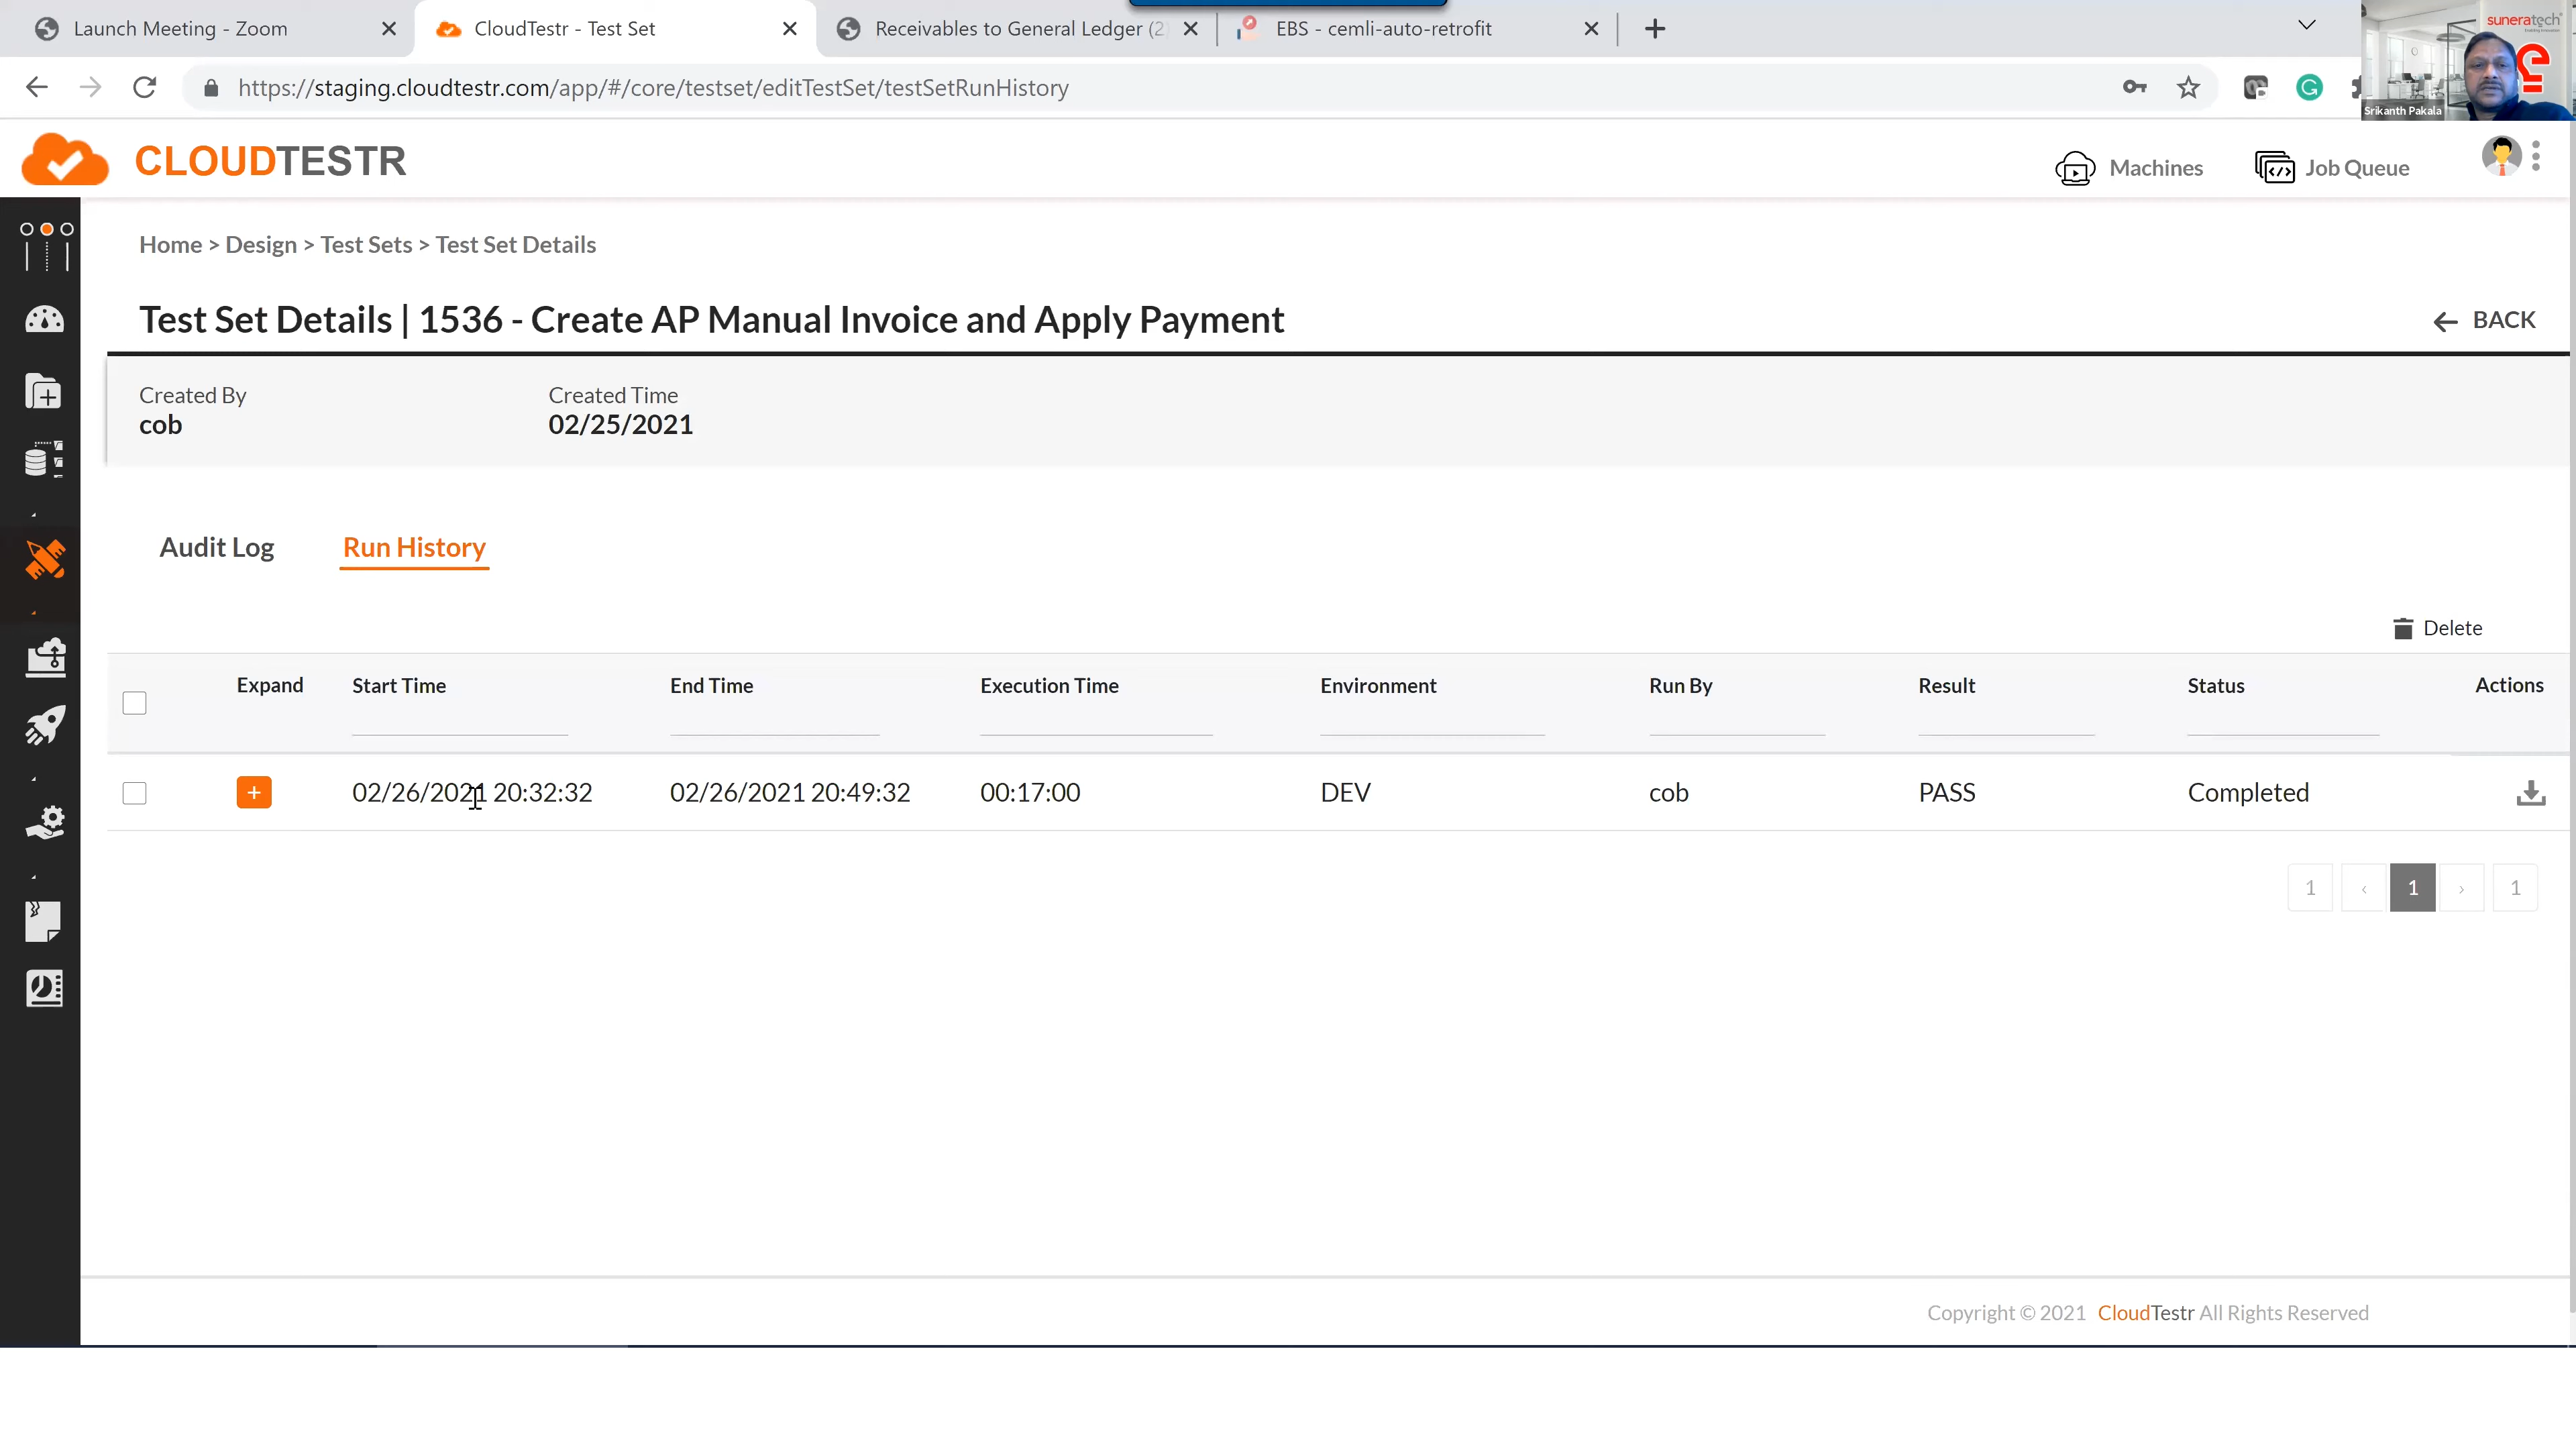 Launch Meeting - Zoom
CloudTestr - Test Set
Receivables to General Ledger (2)
EBS - cemli-auto-retrofit
https://staging.cloudtestr.com/app/#/core/testset/editTestSet/testSetRunHistory
suneratech
Srikanth Pakala
CLOUDTESTR
Machines
Job Queue
Home > Design > Test Sets > Test Set Details
Test Set Details | 1536 - Create AP Manual Invoice and Apply Payment
BACK
Created By
Created Time
cob
02/25/2021
Audit Log
Run History
Delete
Expand Start Time End Time Execution Time Environment Run By Result Status Actions
+ 02/26/2021 20:32:32 02/26/2021 20:49:32 00:17:00 DEV cob PASS Completed
1 ‹ 1 › 1
Copyright © 2021 CloudTestr All Rights Reserved